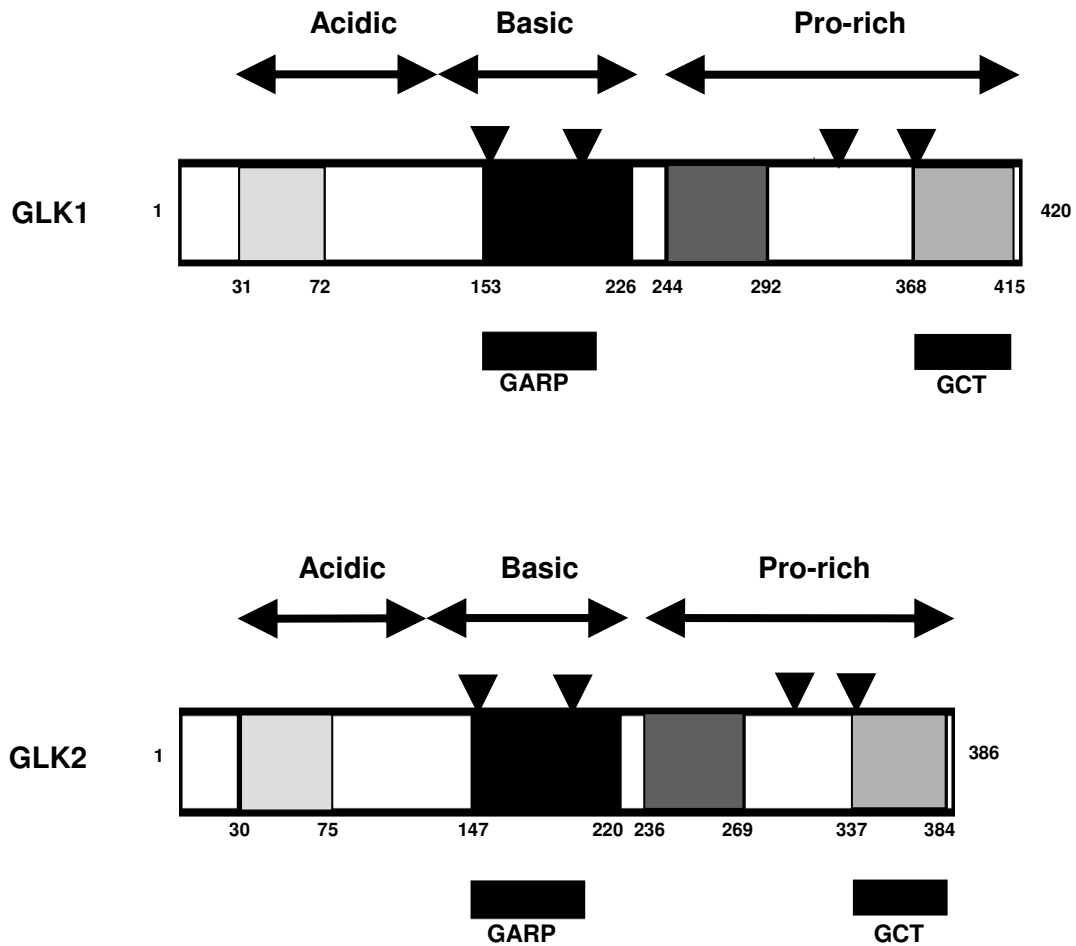 Acidic Basic Pro-rich
GLK1 1 420
31 72 153 226 244 292 368 415
GARP GCT
Acidic Basic Pro-rich
GLK2 1 386
30 75 147 220 236 269 337 384
GARP GCT